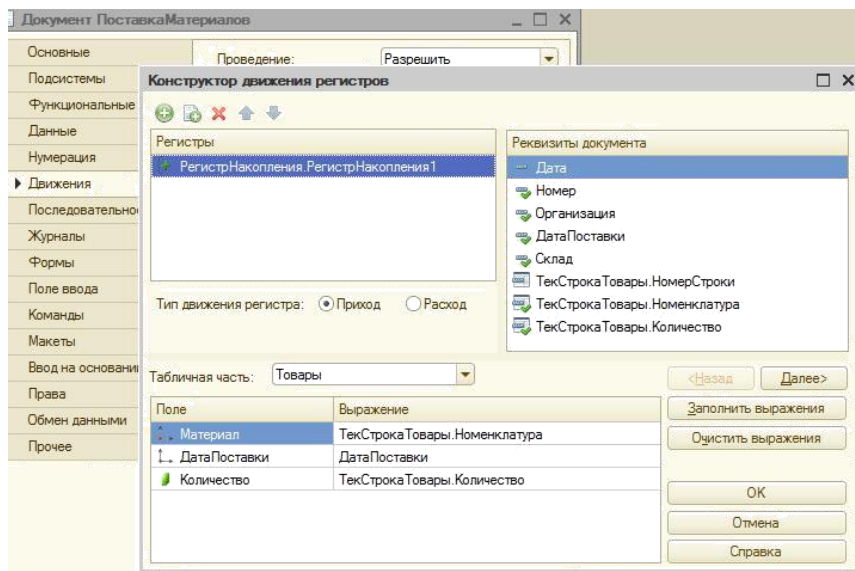 Документ ПоставкаМатериалов
Основные
Проведение: Разрешить
Подсистемы
Функциональные
Данные
Нумерация
Движения
Последовательно
Журналы
Формы
Поле ввода
Команды
Макеты
Ввод на основани
Права
Обмен данными
Прочее
Конструктор движения регистров
Регистры
РегистрНакопления.РегистрНакопления1
Реквизиты документа
Дата
Номер
Организация
ДатаПоставки
Склад
ТекСтрокаТовары.НомерСтроки
ТекСтрокаТовары.Номенклатура
ТекСтрокаТовары.Количество
Тип движения регистра: Приход Расход
Табличная часть: Товары
<Назад Далее>
Заполнить выражения
Очистить выражения
Поле Выражение
Материал ТекСтрокаТовары.Номенклатура
ДатаПоставки ДатаПоставки
Количество ТекСтрокаТовары.Количество
ОК
Отмена
Справка